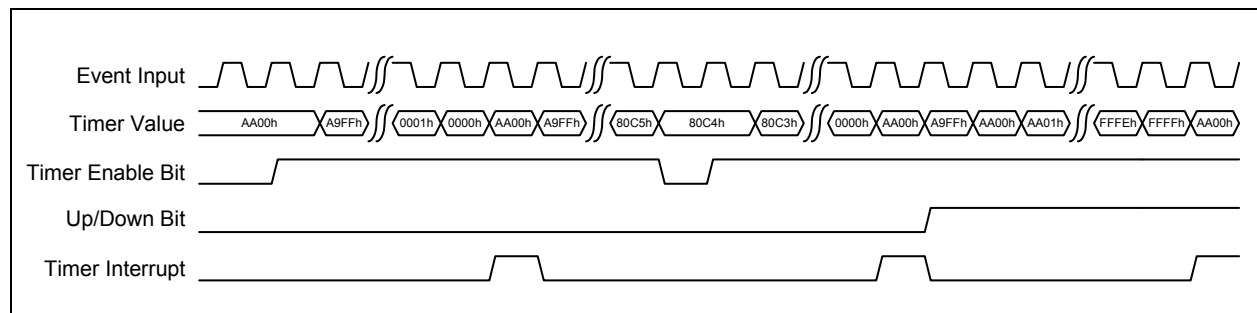 Event Input
Timer Value AA00h A9FFh 0001h 0000h AA00h A9FFh 80C5h 80C4h 80C3h 0000h AA00h A9FFh AA00h AA01h FFFEh FFFFh AA00h
Timer Enable Bit
Up/Down Bit
Timer Interrupt